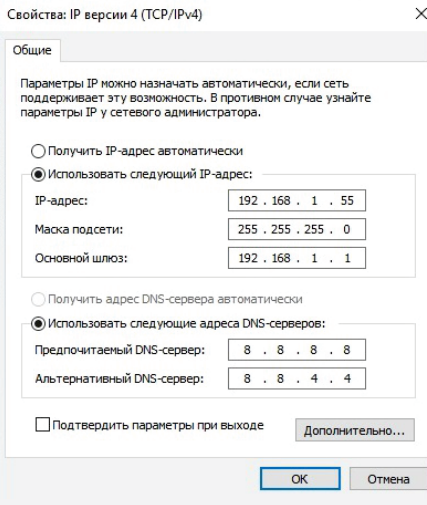 Свойства: IP версии 4 (TCP/IPv4)
Общие
Параметры IP можно назначать автоматически, если сеть
поддерживает эту возможность. В противном случае узнайте
параметры IP у сетевого администратора.
Получить IP-адрес автоматически
Использовать следующий IP-адрес:
IP-адрес: 192 . 168 . 1 . 55
Маска подсети: 255 . 255 . 255 . 0
Основной шлюз: 192 . 168 . 1 . 1
Получить адрес DNS-сервера автоматически
Использовать следующие адреса DNS-серверов:
Предпочитаемый DNS-сервер: 8 . 8 . 8 . 8
Альтернативный DNS-сервер: 8 . 8 . 4 . 4
Подтвердить параметры при выходе
Дополнительно...
OK Отмена